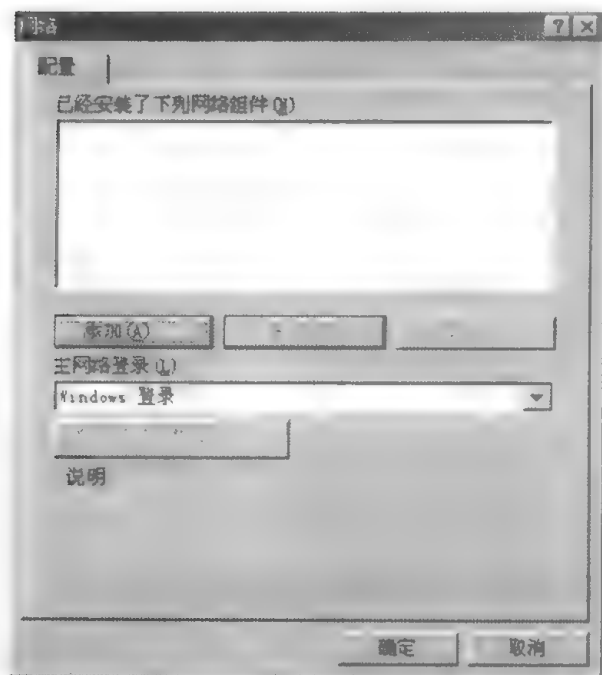 配置
已经安装了下列网络组件(N)
添加(A)
主网络登录(L)
Windows 登录
说明
确定
取消